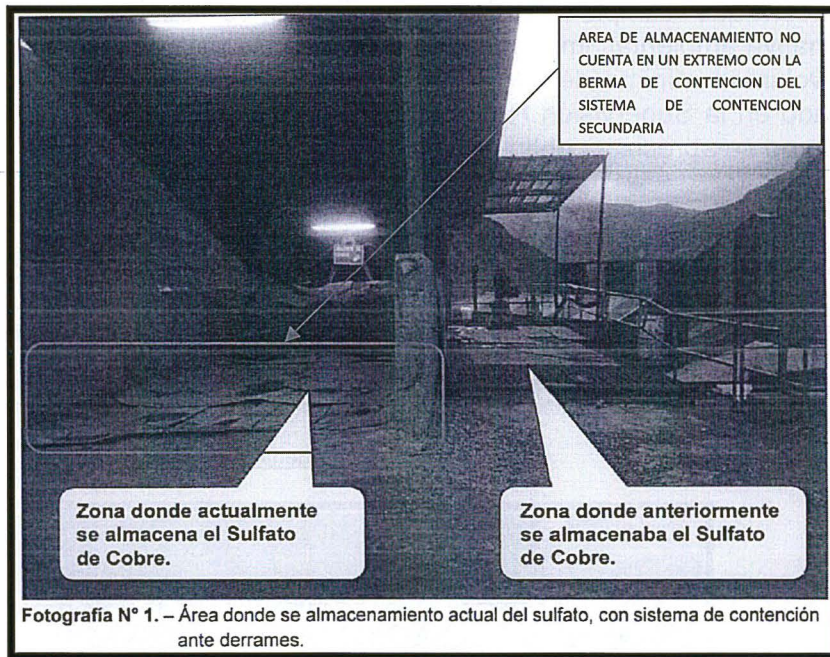 AREA DE ALMACENAMIENTO NO
CUENTA EN UN EXTREMO CON LA
BERMA DE CONTENCION DEL
SISTEMA DE CONTENCION
SECUNDARIA
Zona donde actualmente
se almacena el Sulfato
de Cobre.
Zona donde anteriormente
se almacenaba el Sulfato
de Cobre.
Fotografía N° 1. – Área donde se almacenamiento actual del sulfato, con sistema de contención
ante derrames.